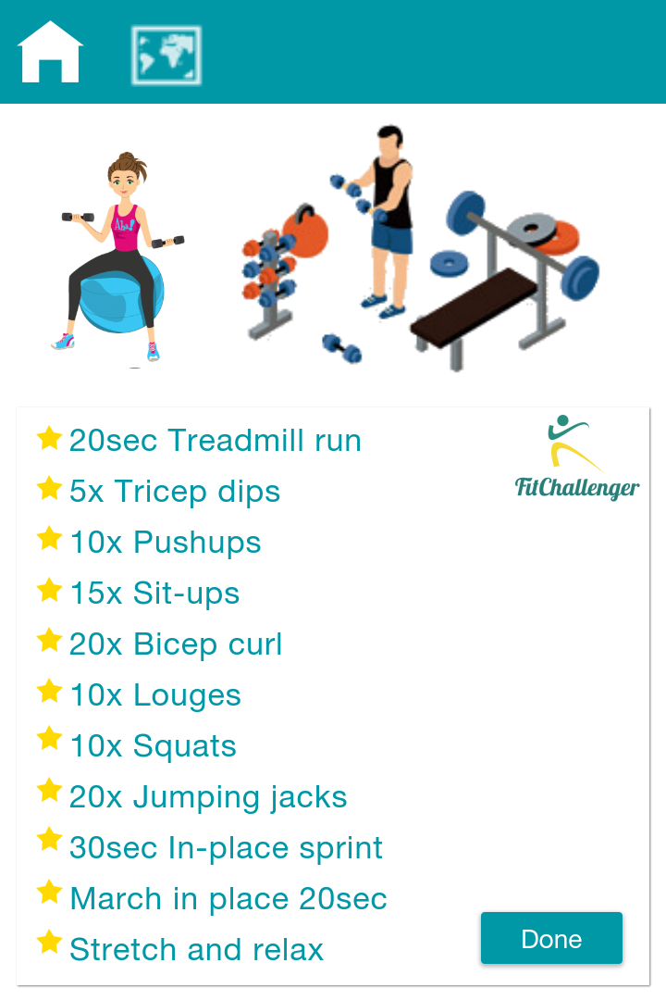 Aba!
20sec Treadmill run
FitChallenger
5x Tricep dips
10x Pushups
15x Sit-ups
20x Bicep curl
10x Louges
10x Squats
20x Jumping jacks
30sec In-place sprint
March in place 20sec
Stretch and relax
Done